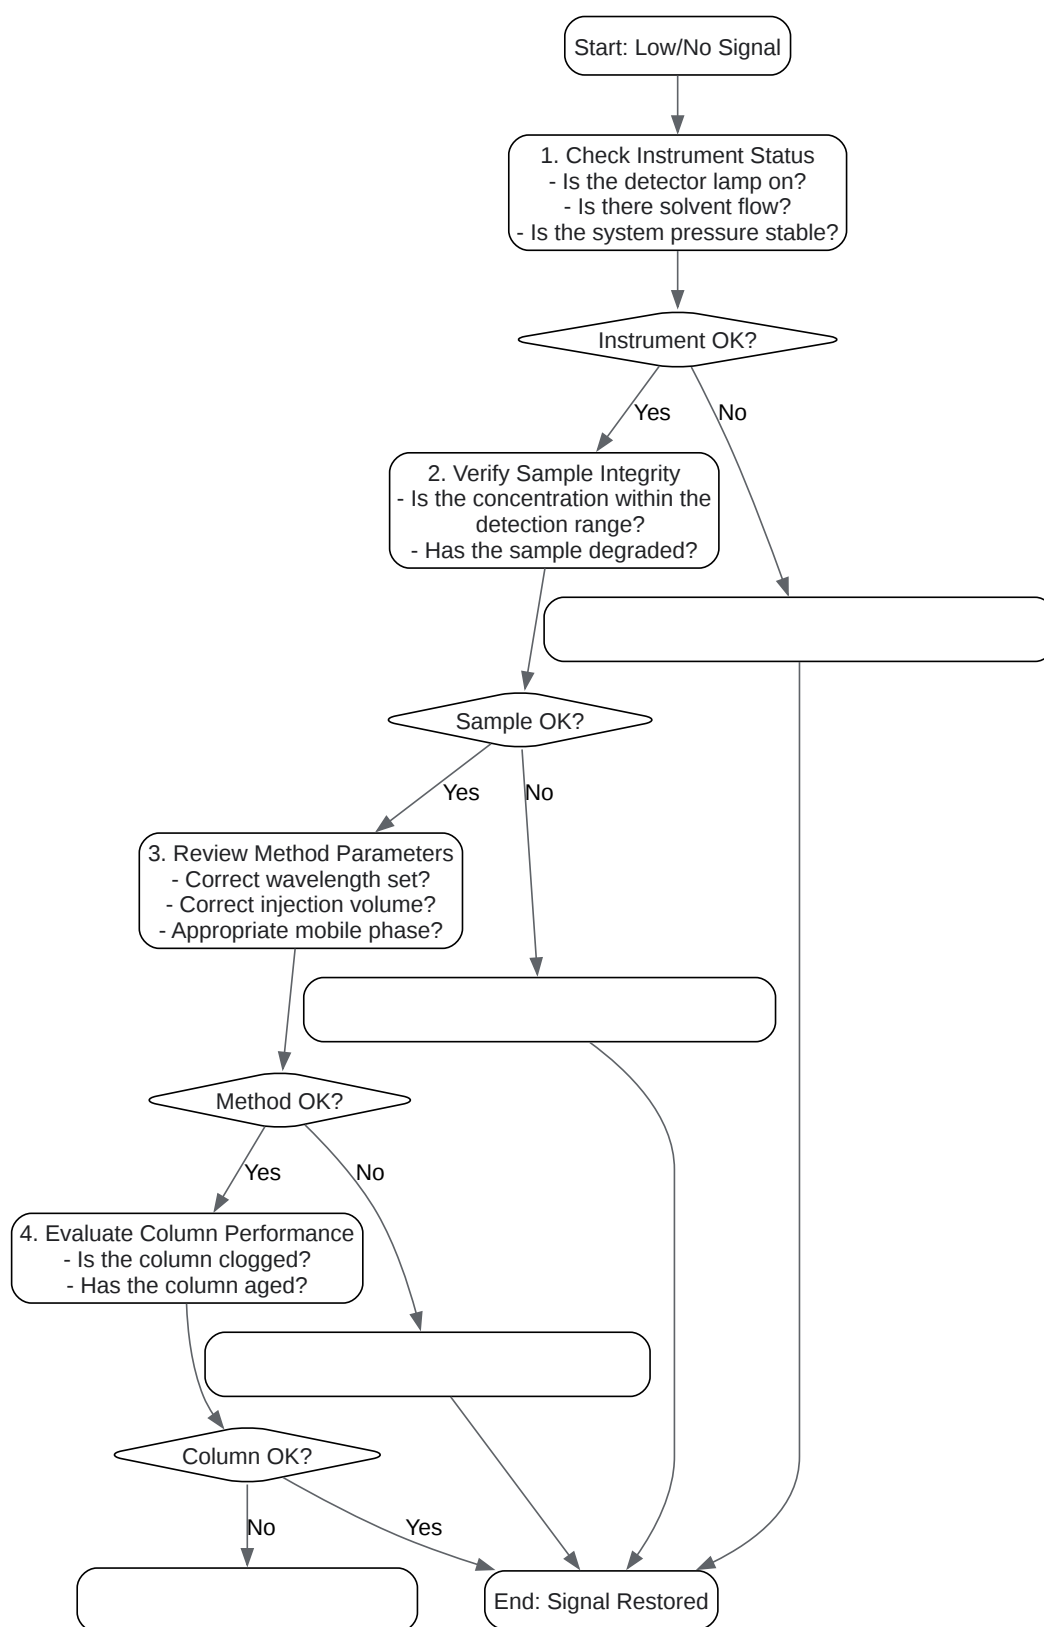 Start: Low/No Signal
1. Check Instrument Status
- Is the detector lamp on?
- Is there solvent flow?
- Is the system pressure stable?
Instrument OK?
Yes
No
2. Verify Sample Integrity
- Is the concentration within the
detection range?
- Has the sample degraded?
Sample OK?
Yes
No
3. Review Method Parameters
- Correct wavelength set?
- Correct injection volume?
- Appropriate mobile phase?
Method OK?
Yes
No
4. Evaluate Column Performance
- Is the column clogged?
- Has the column aged?
Column OK?
No
Yes
End: Signal Restored